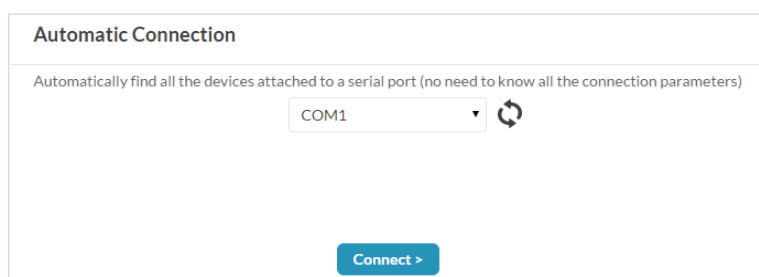 Automatic Connection
Automatically find all the devices attached to a serial port (no need to know all the connection parameters)
COM1
Connect >